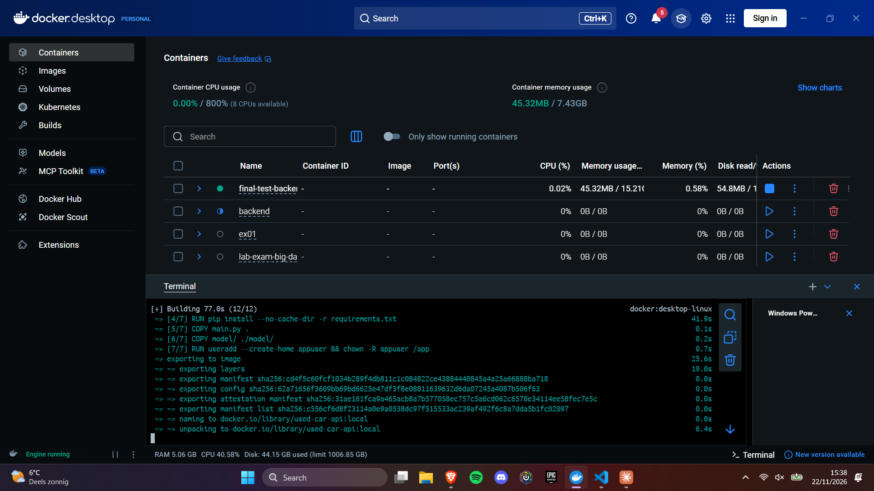 docker.desktop PERSONAL
Search Ctrl+K
8
Sign in
Containers
Images
Volumes
Kubernetes
Builds
Models
MCP Toolkit BETA
Docker Hub
Docker Scout
Extensions
Containers Give feedback
Container CPU usage
0.00% / 800% (8 CPUs available)
Container memory usage
45.32MB / 7.43GB
Show charts
Search
Only show running containers
Name Container ID Image Port(s) CPU (%) Memory usage... Memory (%) Disk read/ Actions
final-test-backe - - - 0.02% 45.32MB / 15.21G 0.58% 54.8MB / 1
backend - - - 0% 0B / 0B 0% 0B / 0B
ex01 - - - 0% 0B / 0B 0% 0B / 0B
lab-exam-big-da - - - 0% 0B / 0B 0% 0B / 0B
Terminal
[+] Building 77.0s (12/12) docker:desktop-linux
=> [4/7] RUN pip install --no-cache-dir -r requirements.txt 41.9s
=> [5/7] COPY main.py . 0.1s
=> [6/7] COPY model/ ./model/ 0.2s
=> [7/7] RUN useradd --create-home appuser && chown -R appuser /app 0.7s
=> exporting to image 25.6s
=> => exporting layers 19.0s
=> => exporting manifest 0.0s
=> => exporting config 0.0s
=> => exporting attestation manifest 0.0s
=> => exporting manifest list 0.0s
=> => naming to docker.io/library/used-car-api:local 0.0s
=> => unpacking to docker.io/library/used-car-api:local 6.4s
Windows Pow...
Engine running
RAM 5.06 GB CPU 40.58% Disk: 44.15 GB used (limit 1006.85 GB)
Terminal
New version available
6°C
Deels zonnig
Search
EPIC
15:38
22/11/2026